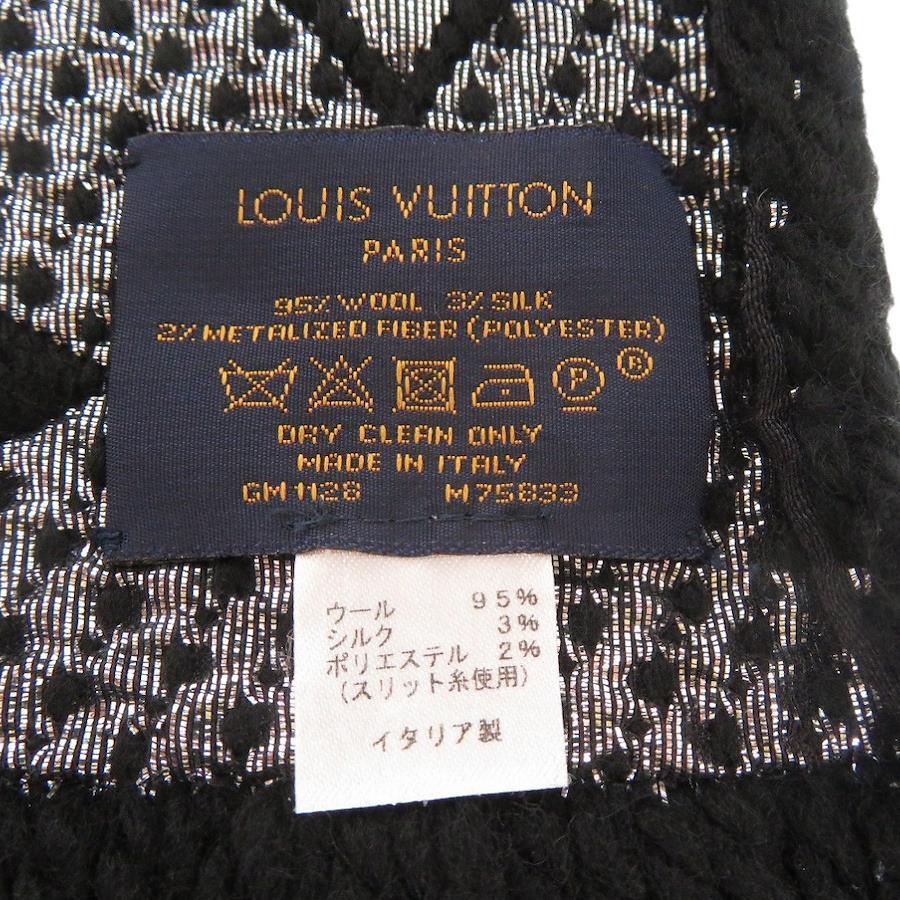 LOUIS VUITTON
PARIS
95% WOOL 3% SILK
2% METALIZED FIBER (POLYESTER)
P
®
DRY CLEAN ONLY
MADE IN ITALY
GM 1128 M75833
ウール 95%
シルク 3%
ポリエステル 2%
(スリット糸使用)
イタリア製